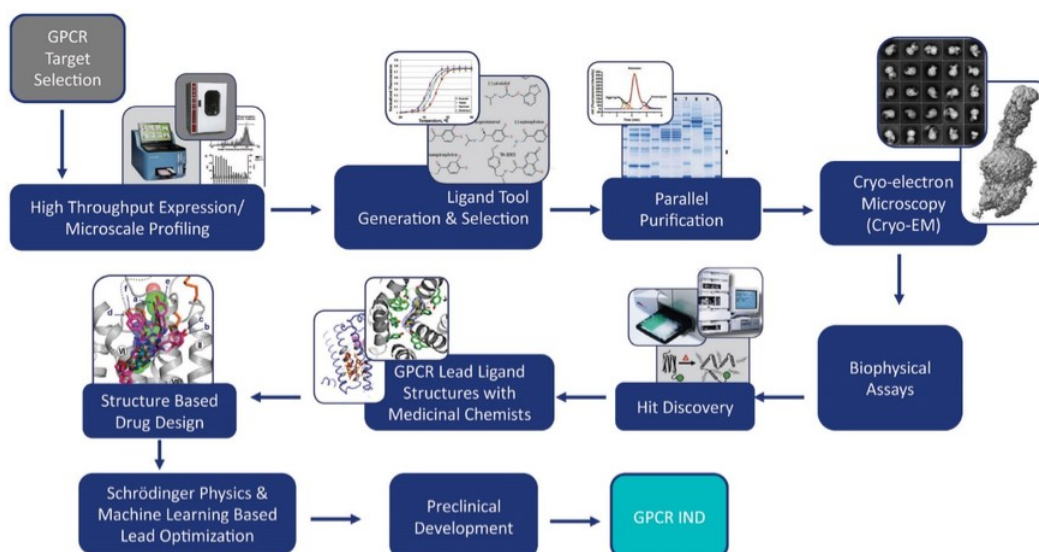 GPCR
Target
Selection
High Throughput Expression/
Microscale Profiling
Temperature, °C
Ligand Tool
Generation & Selection
Parallel
Purification
Cryo-electron
Microscopy
(Cryo-EM)
Biophysical
Assays
Hit Discovery
GPCR Lead Ligand
Structures with
Medicinal Chemists
Structure Based
Drug Design
Schrödinger Physics &
Machine Learning Based
Lead Optimization
Preclinical
Development
GPCR IND